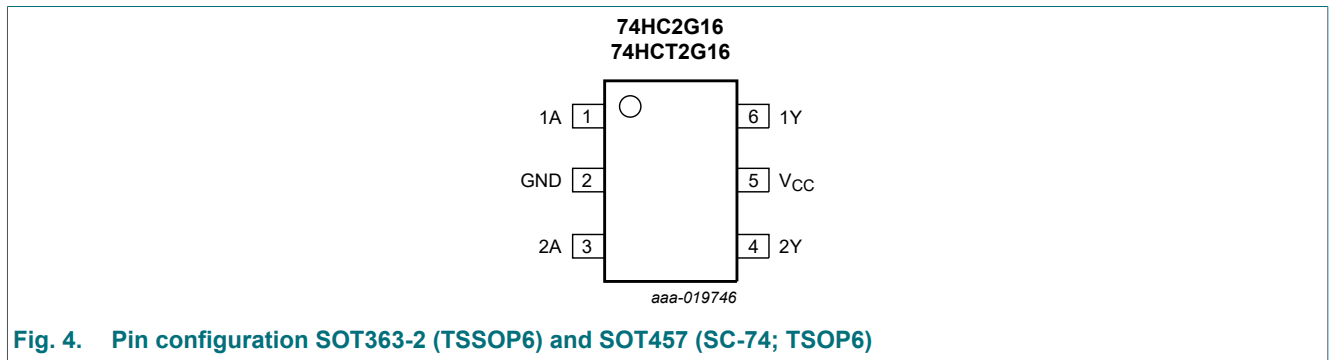 74HC2G16
74HCT2G16
1A 1 6 1Y
GND 2 5 VCC
2A 3 4 2Y
aaa-019746
Fig. 4. Pin configuration SOT363-2 (TSSOP6) and SOT457 (SC-74; TSOP6)